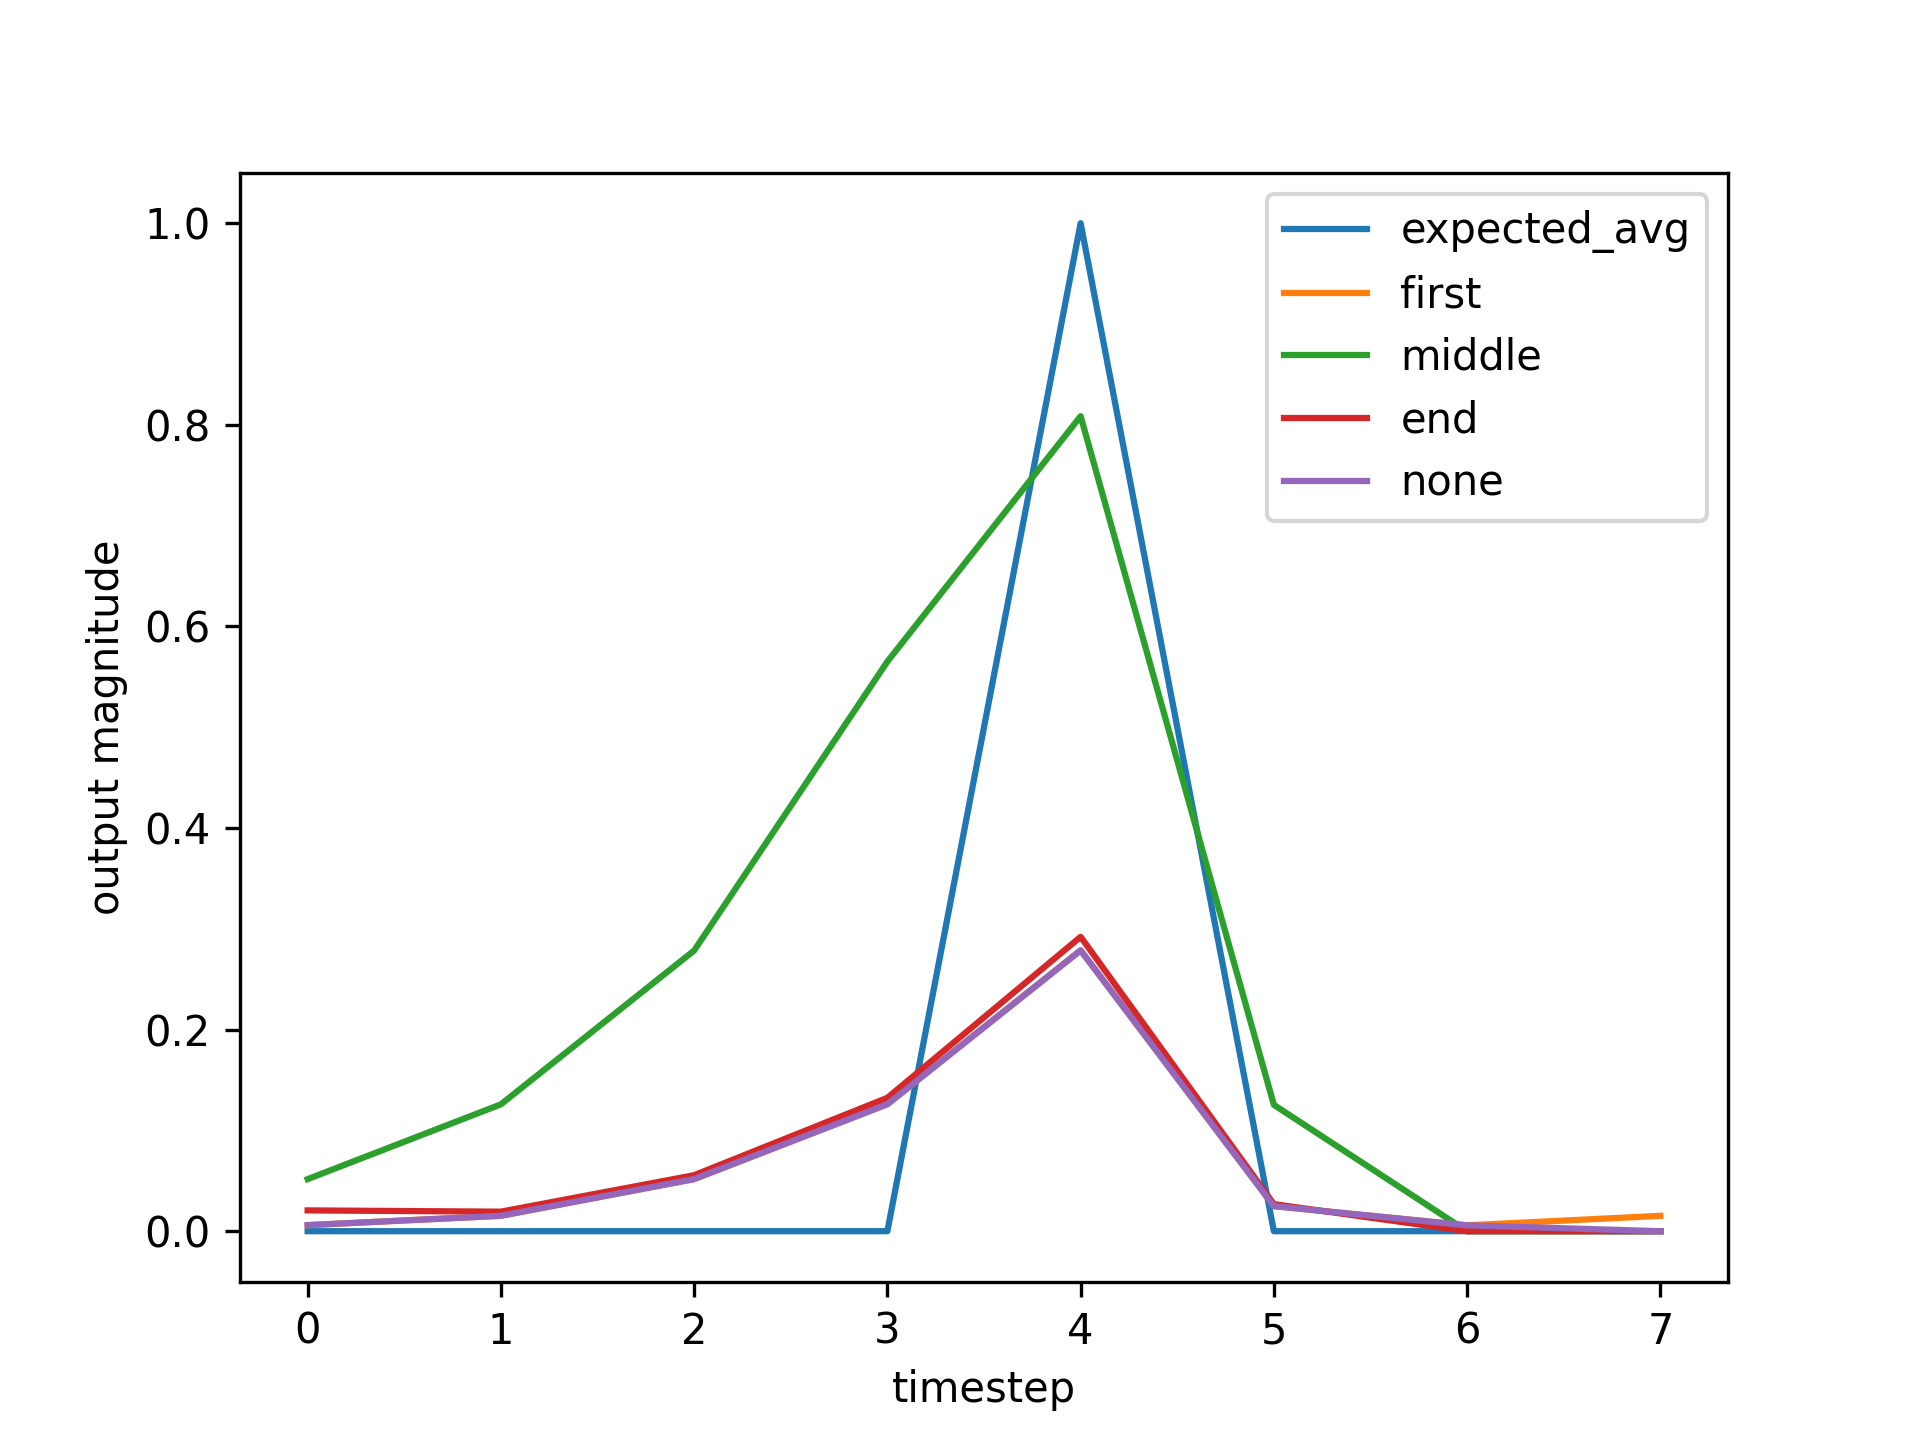 1.0
0.8
0.6
0.4
0.2
0.0
output magnitude
expected_avg
first
middle
end
none
0 1 2 3 4 5 6 7
timestep